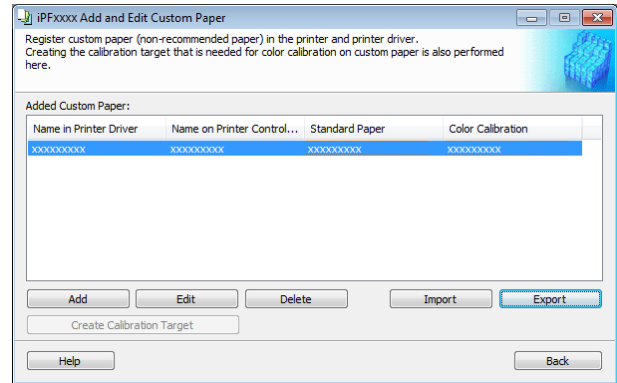 iPFxxxx Add and Edit Custom Paper
Register custom paper (non-recommended paper) in the printer and printer driver.
Creating the calibration target that is needed for color calibration on custom paper is also performed
here.
Added Custom Paper:
Name in Printer Driver Name on Printer Control... Standard Paper Color Calibration
xxxxxxxxx xxxxxxxxx xxxxxxxxx xxxxxxxxx
Add Edit Delete Import Export
Create Calibration Target
Help Back